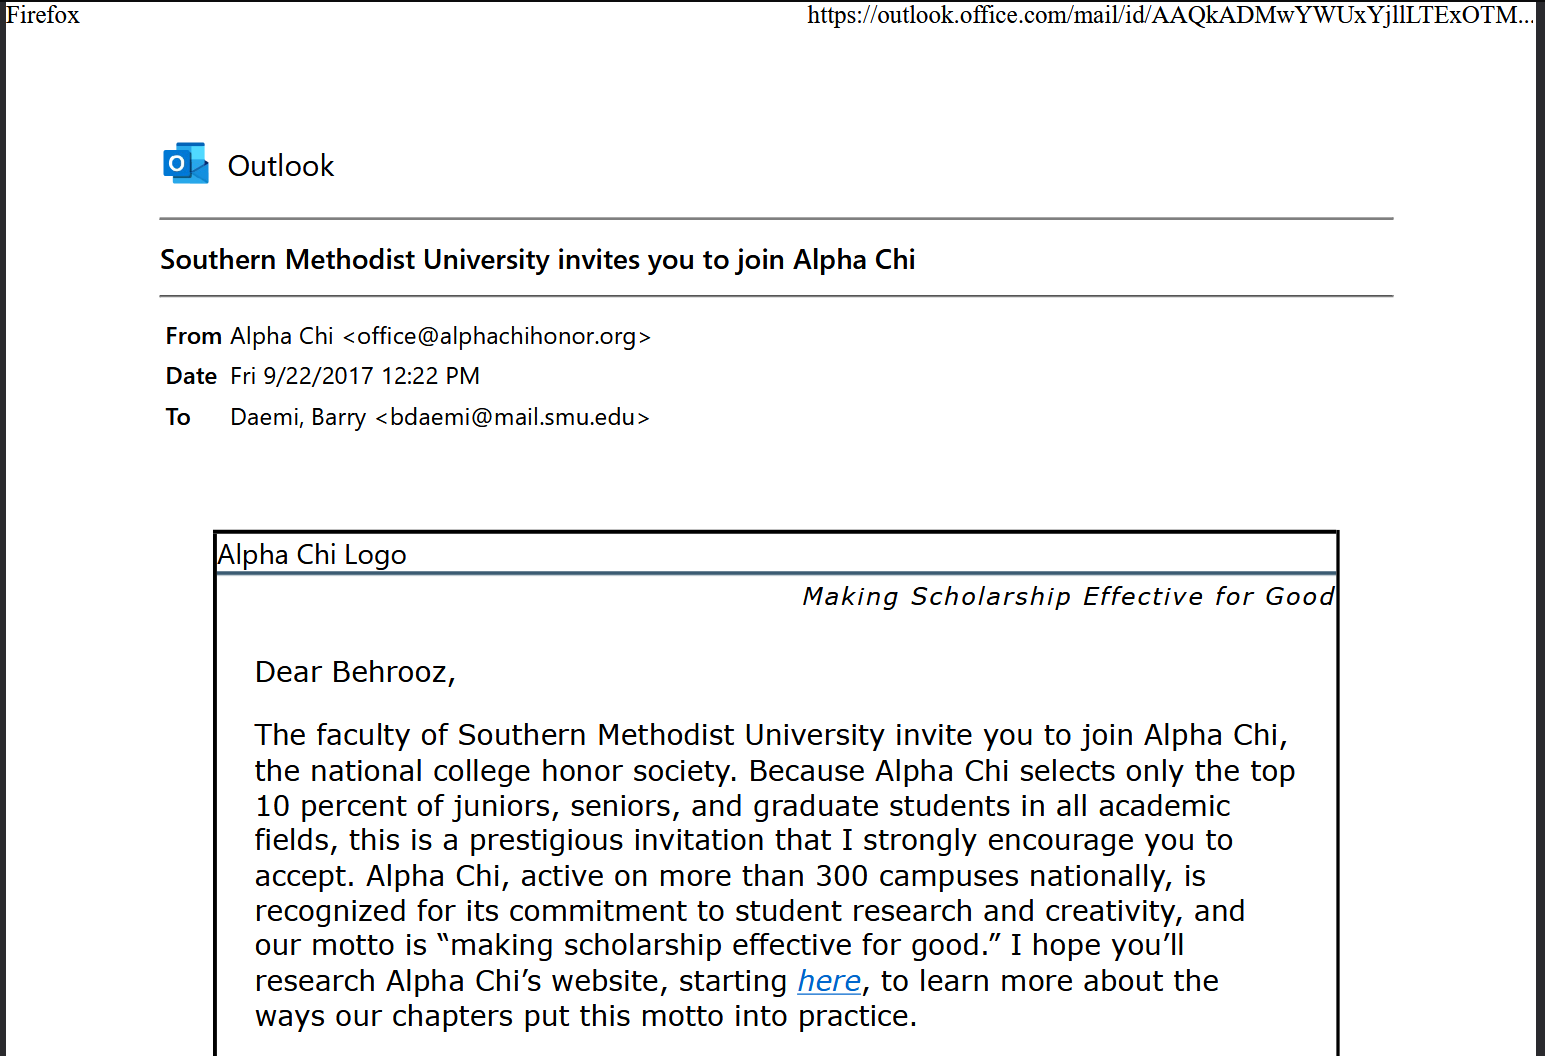 Firefox
https://outlook.office.com/mail/id/AAQkADMwYWUxYjllLTExOTM...
Outlook
Southern Methodist University invites you to join Alpha Chi
From Alpha Chi <office@alphachihonor.org>
Date Fri 9/22/2017 12:22 PM
To Daemi, Barry <bdaemi@mail.smu.edu>
Alpha Chi Logo
Making Scholarship Effective for Good
Dear Behrooz,
The faculty of Southern Methodist University invite you to join Alpha Chi,
the national college honor society. Because Alpha Chi selects only the top
10 percent of juniors, seniors, and graduate students in all academic
fields, this is a prestigious invitation that I strongly encourage you to
accept. Alpha Chi, active on more than 300 campuses nationally, is
recognized for its commitment to student research and creativity, and
our motto is “making scholarship effective for good.” I hope you’ll
research Alpha Chi’s website, starting here, to learn more about the
ways our chapters put this motto into practice.